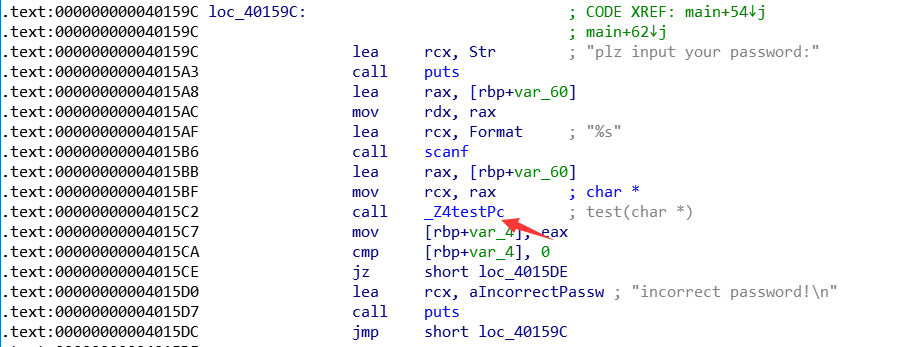 .text:000000000040159C loc_40159C: ; CODE XREF: main+54↓j
.text:000000000040159C ; main+62↓j
.text:000000000040159C lea rcx, Str ; "plz input your password:"
.text:00000000004015A3 call puts
.text:00000000004015A8 lea rax, [rbp+var_60]
.text:00000000004015AC mov rdx, rax
.text:00000000004015AF lea rcx, Format ; "%s"
.text:00000000004015B6 call scanf
.text:00000000004015BB lea rax, [rbp+var_60]
.text:00000000004015BF mov rcx, rax ; char *
.text:00000000004015C2 call _Z4testPc ; test(char *)
.text:00000000004015C7 mov [rbp+var_4], eax
.text:00000000004015CA cmp [rbp+var_4], 0
.text:00000000004015CE jz short loc_4015DE
.text:00000000004015D0 lea rcx, aIncorrectPassw ; "incorrect password!\n"
.text:00000000004015D7 call puts
.text:00000000004015DC jmp short loc_40159C